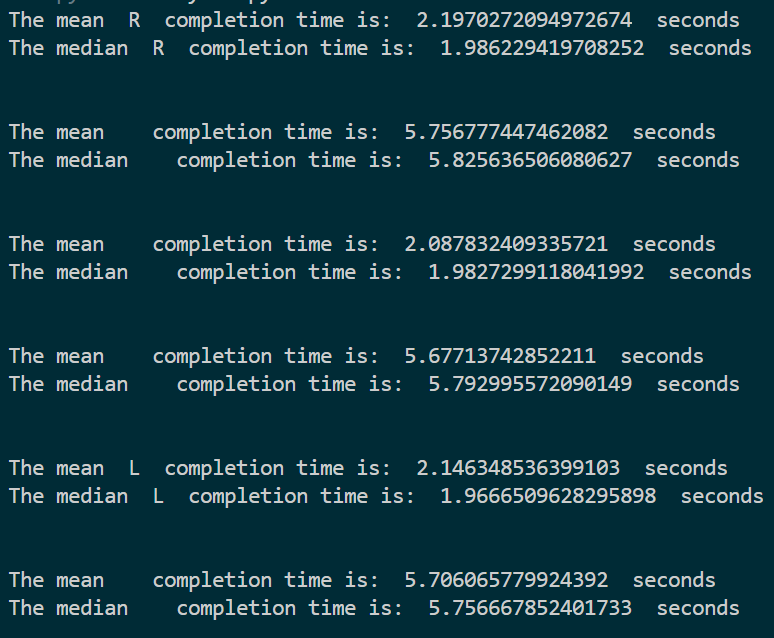 The mean  R  completion time is:  2.1970272094972674  seconds
The median  R  completion time is:  1.986229419708252  seconds
The mean    completion time is:  5.756777447462082  seconds
The median    completion time is:  5.825636506080627  seconds
The mean    completion time is:  2.087832409335721  seconds
The median    completion time is:  1.9827299118041992  seconds
The mean    completion time is:  5.67713742852211  seconds
The median    completion time is:  5.792995572090149  seconds
The mean  L  completion time is:  2.146348536399103  seconds
The median  L  completion time is:  1.9666509628295898  seconds
The mean    completion time is:  5.706065779924392  seconds
The median    completion time is:  5.756667852401733  seconds